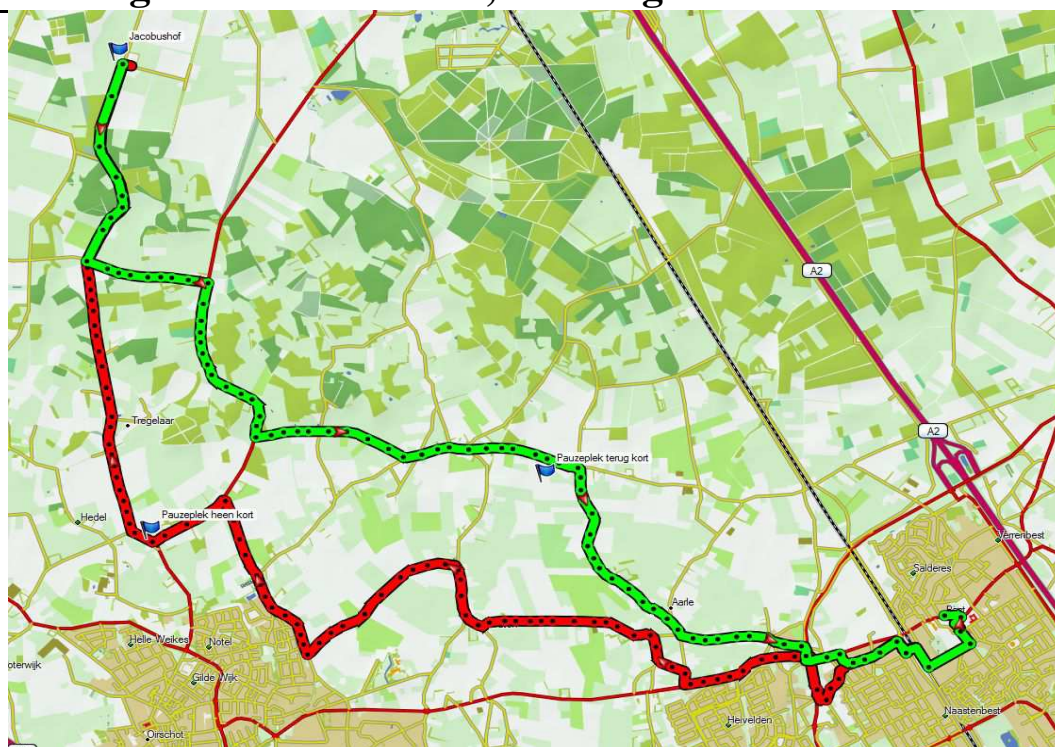 Jacobushof
A2
Tregelaar
A2
Pauzeplek terug kort
Pauzeplek heen kort
Hedel
Verrenbest
Salderes
Aarle
Best
Helle Weikes
Notel
oterwijk
Gilde Wijk
Heivelden
Naastenbest
Oirschot